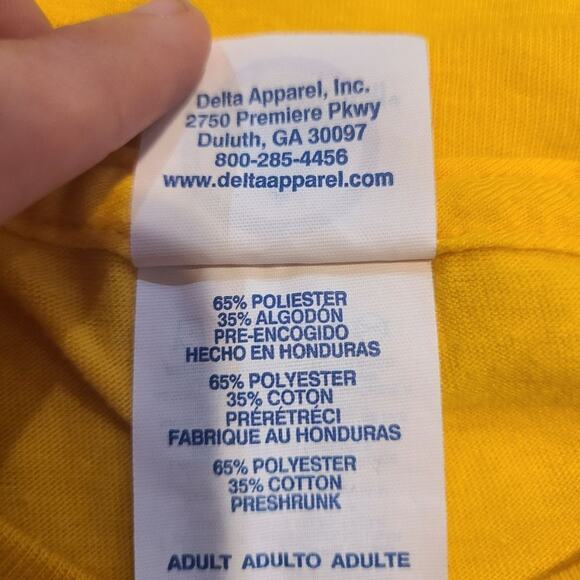 Delta Apparel, Inc.
2750 Premiere Pkwy
Duluth, GA 30097
800-285-4456
www.deltaapparel.com
65% POLIESTER
35% ALGODÓN
PRE-ENCOGIDO
HECHO EN HONDURAS
65% POLYESTER
35% COTON
PRÉRÉTRÉCI
FABRIQUE AU HONDURAS
65% POLYESTER
35% COTTON
PRESHRUNK
ADULT ADULTO ADULTE